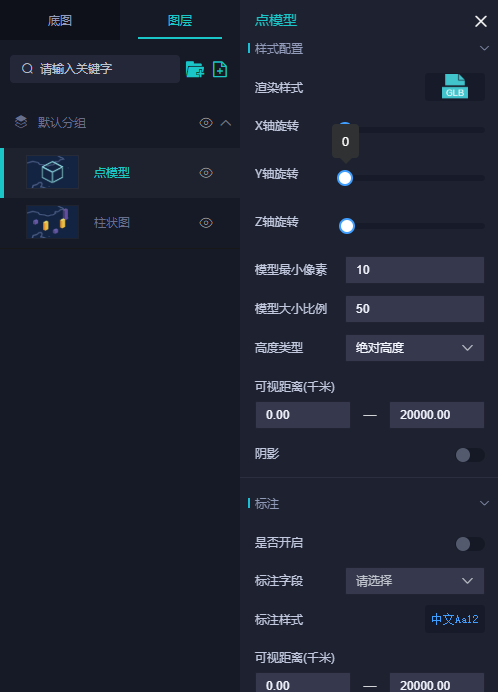 底图
图层
请输入关键字
默认分组
点模型
柱状图
点模型
样式配置
渲染样式
GLB
X轴旋转
0
Y轴旋转
Z轴旋转
模型最小像素
10
模型大小比例
50
高度类型
绝对高度
可视距离(千米)
0.00 — 20000.00
阴影
标注
是否开启
标注字段
请选择
标注样式
中文Aa12
可视距离(千米)
0.00 — 20000.00